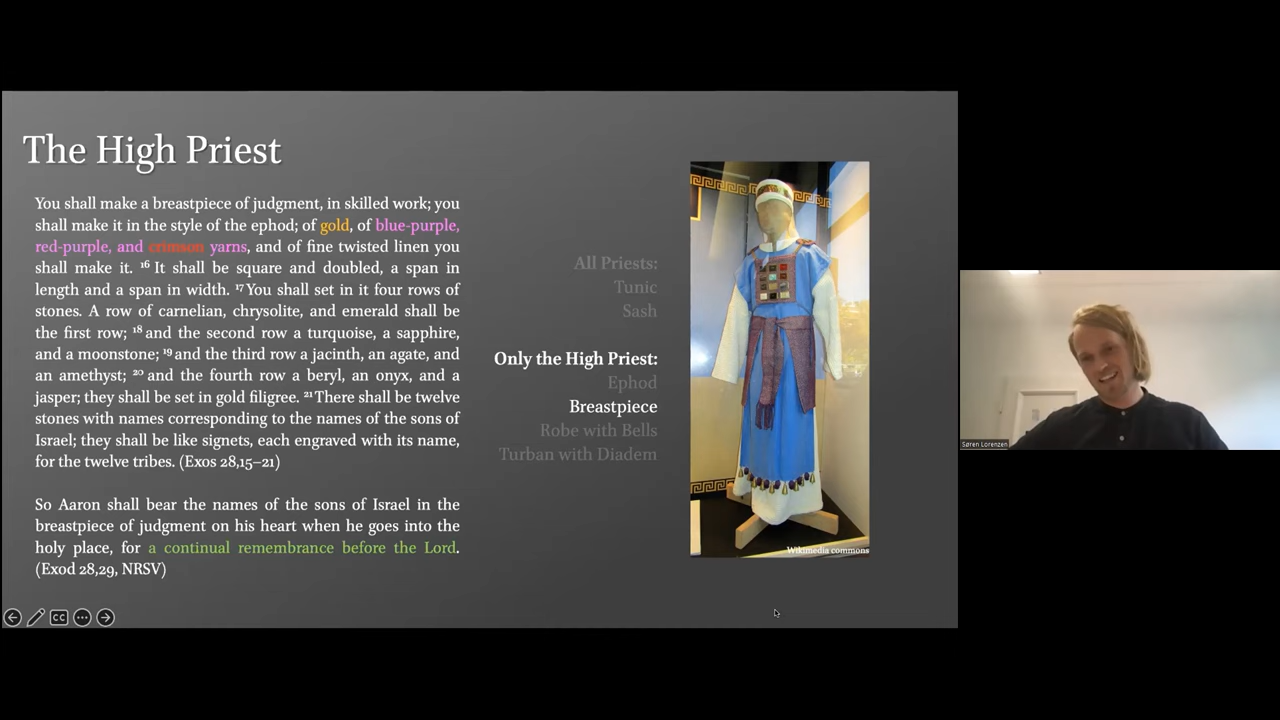 The High Priest
You shall make a breastpiece of judgment, in skilled work; you
shall make it in the style of the ephod; of gold, of blue-purple,
red-purple, and crimson yarns, and of fine twisted linen you
shall make it. ¹⁶ It shall be square and doubled, a span in
length and a span in width. ¹⁷ You shall set in it four rows of
stones. A row of carnelian, chrysolite, and emerald shall be
the first row; ¹⁸ and the second row a turquoise, a sapphire,
and a moonstone; ¹⁹ and the third row a jacinth, an agate, and
an amethyst; ²⁰ and the fourth row a beryl, an onyx, and a
jasper; they shall be set in gold filigree. ²¹ There shall be twelve
stones with names corresponding to the names of the sons of
Israel; they shall be like signets, each engraved with its name,
for the twelve tribes. (Exos 28,15–21)
So Aaron shall bear the names of the sons of Israel in the
breastpiece of judgment on his heart when he goes into the
holy place, for a continual remembrance before the Lord.
(Exod 28,29, NRSV)
All Priests:
Tunic
Sash
Only the High Priest:
Ephod
Breastpiece
Robe with Bells
Turban with Diadem
Wikimedia commons
CC
Søren Lorenzen